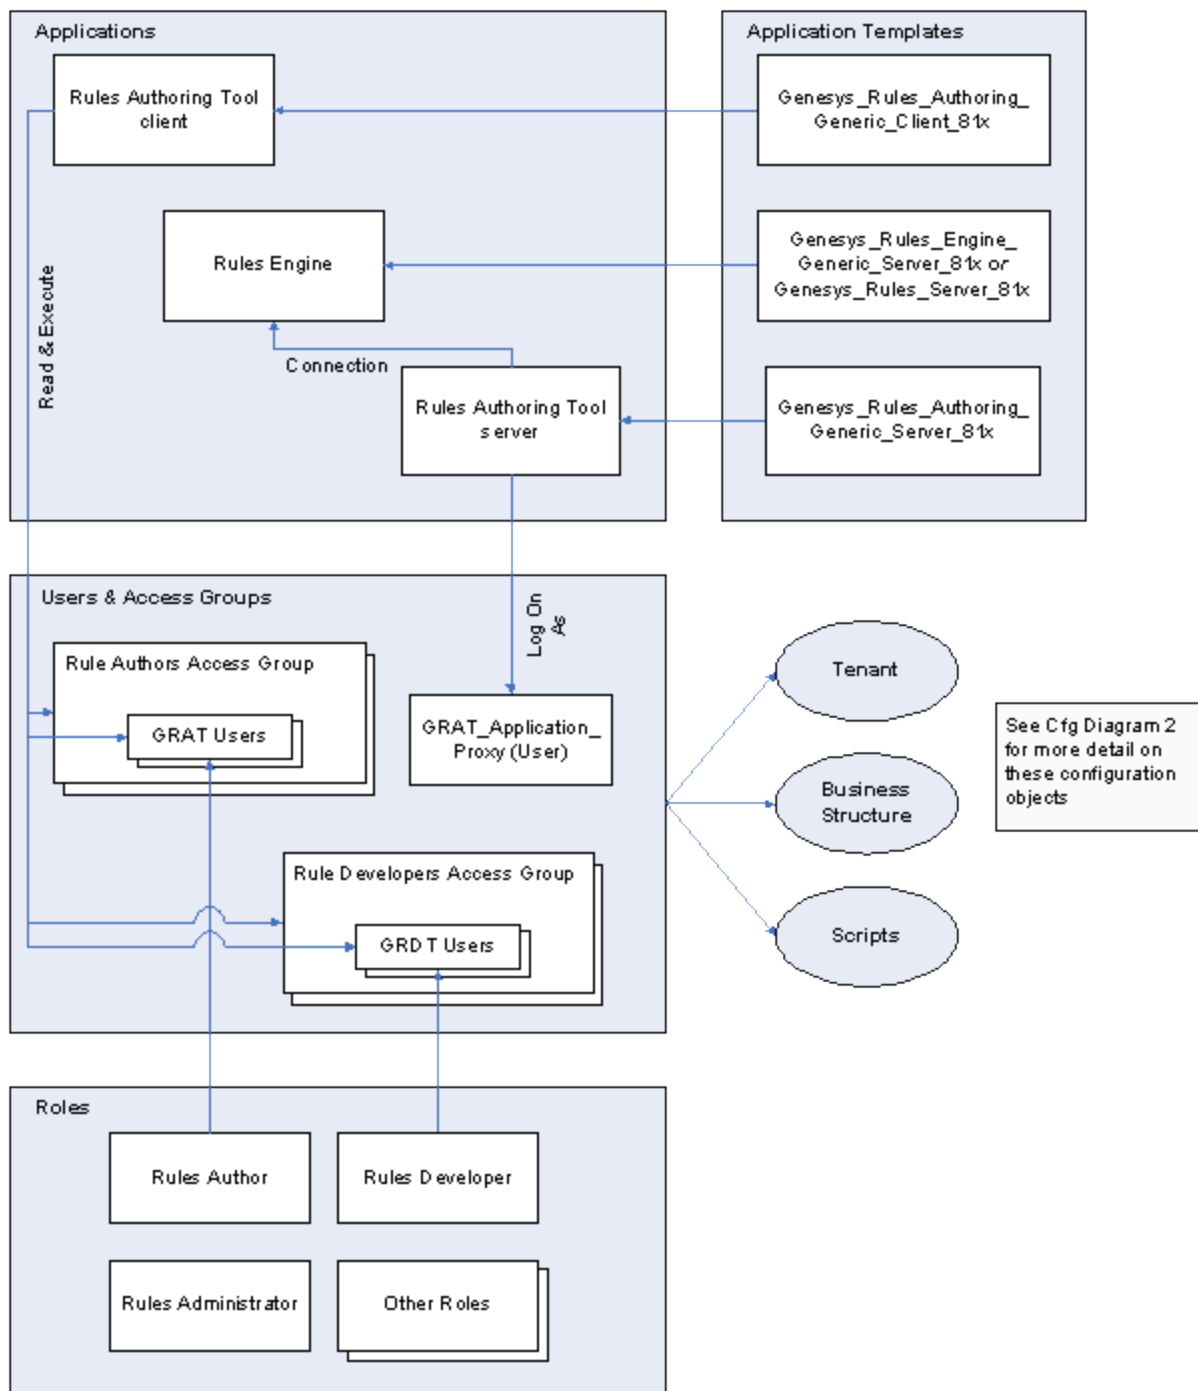 Applications
Application Templates
Rules Authoring Tool
client
Genesys_Rules_Authoring_
Generic_Client_81x
Rules Engine
Genesys_Rules_Engine_
Generic_Server_81x or
Genesys_Rules_Server_81x
Read & Execute
Connection
Rules Authoring Tool
server
Genesys_Rules_Authoring_
Generic_Server_81x
Users & Access Groups
Log On
As
Rule Authors Access Group
GRAT Users
GRAT_Application_
Proxy (User)
Tenant
See Cfg Diagram 2
for more detail on
these configuration
objects
Business
Structure
Rule Developers Access Group
GRDT Users
Scripts
Roles
Rules Author
Rules Developer
Rules Administrator
Other Roles